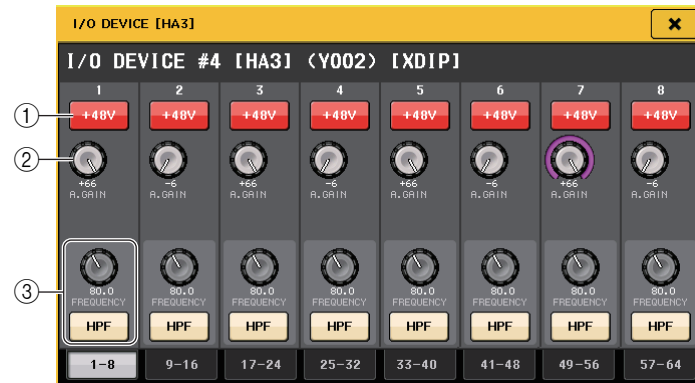 I/O DEVICE [HA3]
I/O DEVICE #4 [HA3] (Y002) [XDIP]
1 2 3 4 5 6 7 8
① +48V +48V +48V +48V +48V +48V +48V +48V
②
+66 -6 +66 -6 +66 -6 +66 -6
A.GAIN A.GAIN A.GAIN A.GAIN A.GAIN A.GAIN A.GAIN A.GAIN
③
80.0 80.0 80.0 80.0 80.0 80.0 80.0 80.0
FREQUENCY FREQUENCY FREQUENCY FREQUENCY FREQUENCY FREQUENCY FREQUENCY FREQUENCY
HPF HPF HPF HPF HPF HPF HPF HPF
1-8 9-16 17-24 25-32 33-40 41-48 49-56 57-64